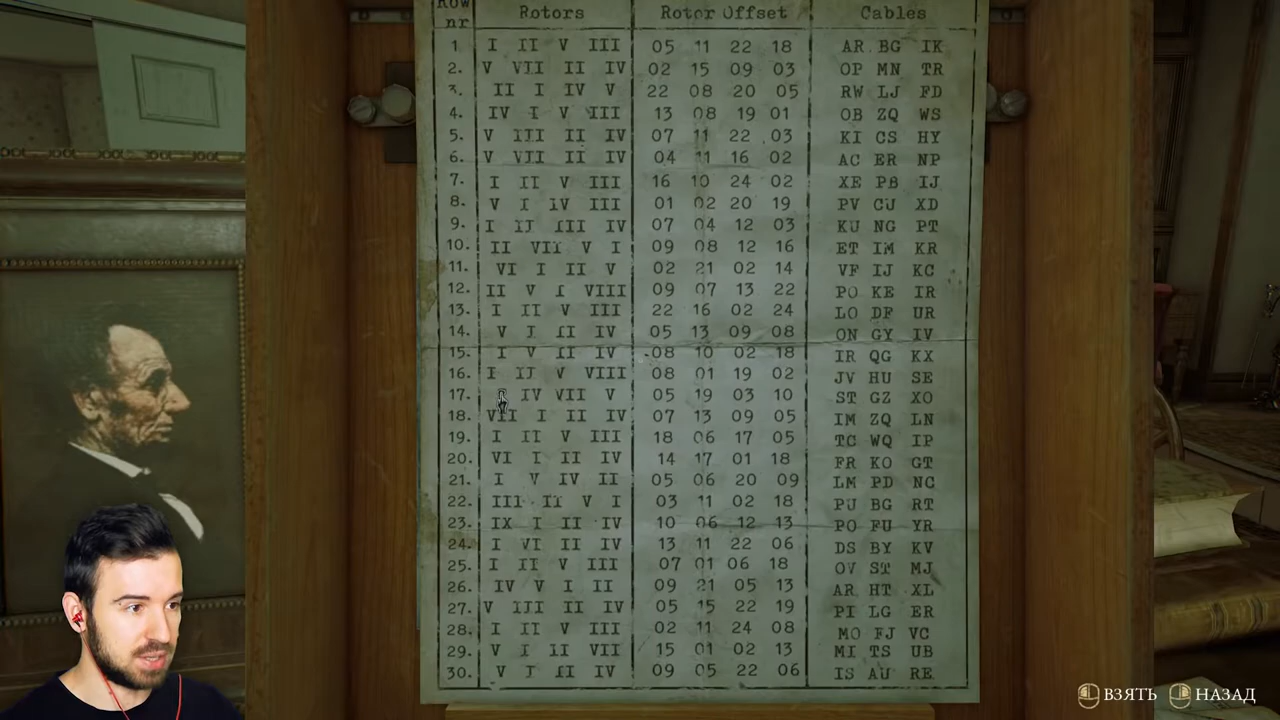 Row nr Rotors Rotor Offset Cables
1. I II V III 05 11 22 18 AR BG IK
2. V VII II IV 02 15 09 03 OP MN TR
3. II I IV V 22 08 20 05 RW LJ FD
4. IV I V III 13 08 19 01 OB ZQ WS
5. V III II IV 07 11 22 03 KI CS HY
6. V VII II IV 04 11 16 02 AC ER NP
7. I II V III 16 10 24 02 XE PB IJ
8. V I IV III 01 02 20 19 PV CJ XD
9. I II III IV 07 04 12 03 KU NG PT
10. II VII V I 09 08 12 16 ET IM KR
11. VI I II V 02 21 02 14 VF IJ KC
12. II V I VIII 09 07 13 22 PO KE IR
13. I II V III 22 16 02 24 LO DF UR
14. V I II IV 05 13 09 08 ON GY IV
15. I V II IV 08 10 02 18 IR QG KX
16. I II V VIII 08 01 19 02 JV HU SE
17. IV VII V 05 19 03 10 ST GZ XO
18. VII I II IV 07 13 09 05 IM ZQ LN
19. I II V III 18 06 17 05 TC WQ IP
20. VI I II IV 14 17 01 18 FR KO GT
21. I V IV II 05 06 20 09 LM PD NC
22. III II V I 03 11 02 18 PU BG RT
23. IX I II IV 10 06 12 13 PO FU YR
24. I VI II IV 13 11 22 06 DS BY KV
25. I II V III 07 01 06 18 OV ST MJ
26. IV V I II 09 21 05 13 AR HT XL
27. V III II IV 05 15 22 19 PI LG ER
28. I II V III 02 11 24 08 MO FJ VC
29. V I II VII 15 01 02 13 MI TS UB
30. V I II IV 09 05 22 06 IS AU RE
ВЗЯТЬ НАЗАД